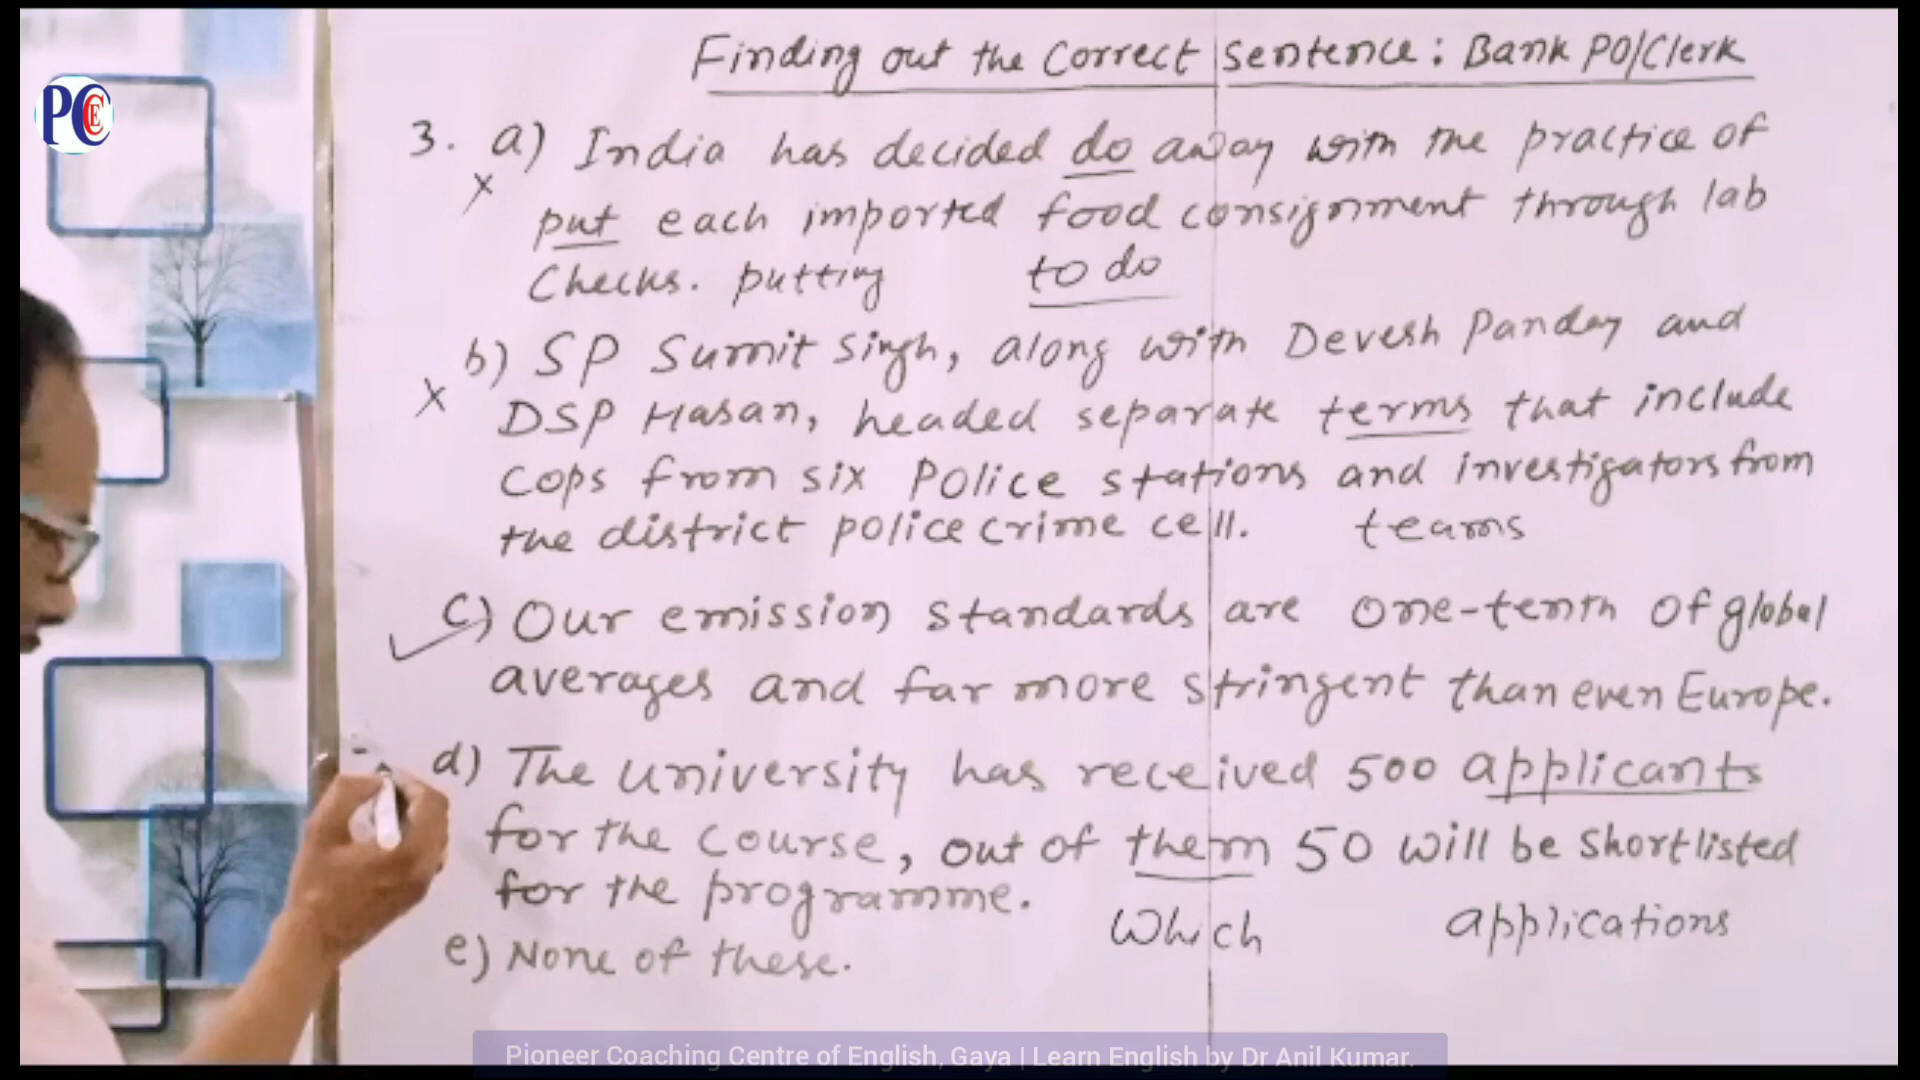 PCCE
Finding out the Correct Sentence: Bank PO/Clerk
3. a) India has decided do away with the practice of
x
put each imported food consignment through lab
Checks. putting to do
b) SP Sumit Singh, along with Devesh Panday and
x
DSP Hasan, headed separate terms that include
Cops from six Police stations and investigators from
the district police crime cell. teams
c) Our emission standards are one-tenth of global
averages and far more stringent than even Europe.
d) The university has received 500 applicants
for the course, out of them 50 will be shortlisted
for the programme.
Which applications
e) None of these.
Pioneer Coaching Centre of English, Gaya | Learn English by Dr Anil Kumar.